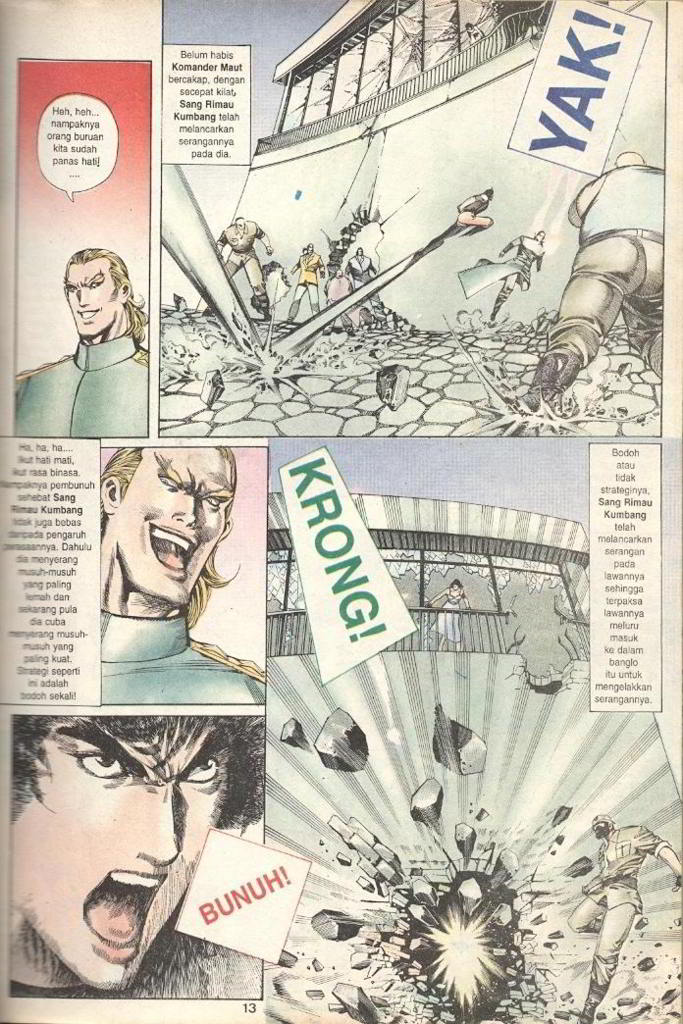 Heh, heh...
nampaknya
orang buruan
kita sudah
panas hati!
....
Belum habis
Komander Maut
bercakap, dengan
secepat kilat,
Sang Rimau
Kumbang telah
melancarkan
serangannya
pada dia.
YAK!
Ha, ha, ha....
ikut hati mati,
ikut rasa binasa.
Nampaknya pembunuh
sehebat Sang
Rimau Kumbang
tidak juga bebas
daripada pengaruh
perasaannya. Dahulu
dia menyerang
musuh-musuh
yang paling
lemah dan
sekarang pula
dia cuba
menyerang musuh-
musuh yang
paling kuat.
Strategi seperti
ini adalah
bodoh sekali!
KRONG!
Bodoh
atau
tidak
strateginya,
Sang Rimau
Kumbang
telah
melancarkan
serangan
pada
lawannya
sehingga
terpaksa
meluru
masuk
ke dalam
banglo
itu untuk
mengelakkan
serangannya.
BUNUH!
13